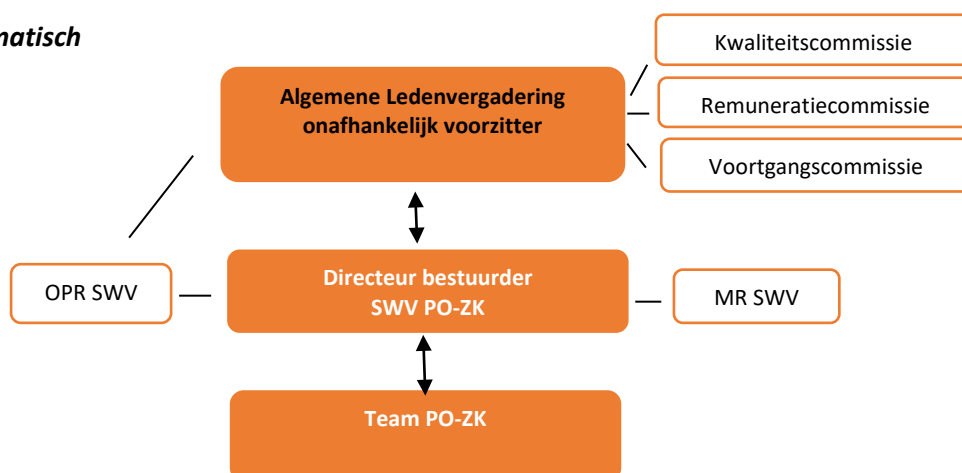 matisch
Kwaliteitscommissie
Algemene Ledenvergadering
onafhankelijk voorzitter
Remuneratiecommissie
Voortgangscommissie
OPR SWV
Directeur bestuurder
SWV PO-ZK
MR SWV
Team PO-ZK